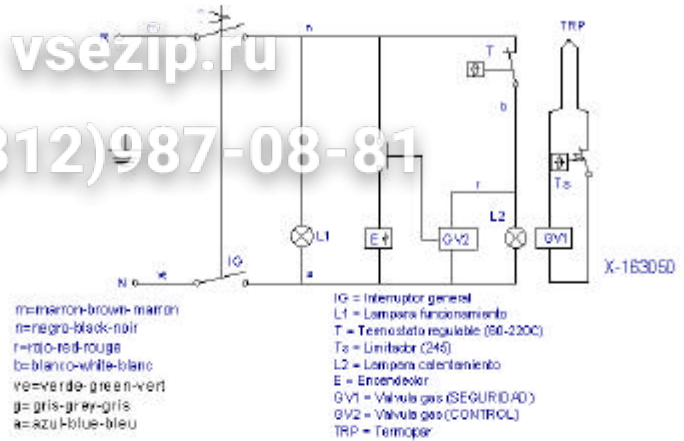 TRP
n
T
b
Ts
r
L2
L1
E
GV2
GV1
IG
N
ve
a
X-163050
vsezip.ru
812)987-08-81
m=marron-brown-marron
n=negro-black-noir
r=rojo-red-rouge
b=blanco-white-blanc
ve=verde-green-vert
g=gris-grey-gris
a=azul-blue-bleu
IG = Interruptor general
L1 = Lampara funcionamiento
T = Termostato regulable (60-220C)
Ts = Limitador (245)
L2 = Lampara calentamiento
E = Encendedor
GV1 = Valvula gas (SEGURIDAD)
GV2 = Valvula gas (CONTROL)
TRP = Termopar